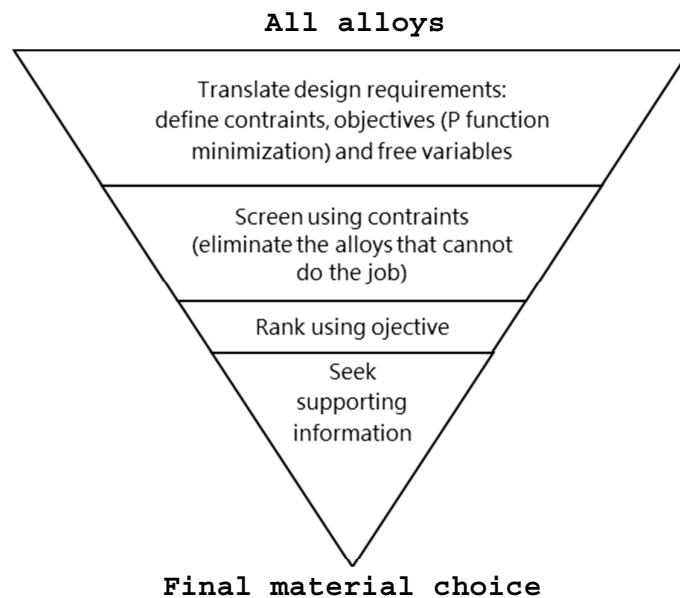 All alloys
Translate design requirements:
define contraints, objectives (P function
minimization) and free variables
Screen using contraints
(eliminate the alloys that cannot
do the job)
Rank using ojective
Seek
supporting
information
Final material choice